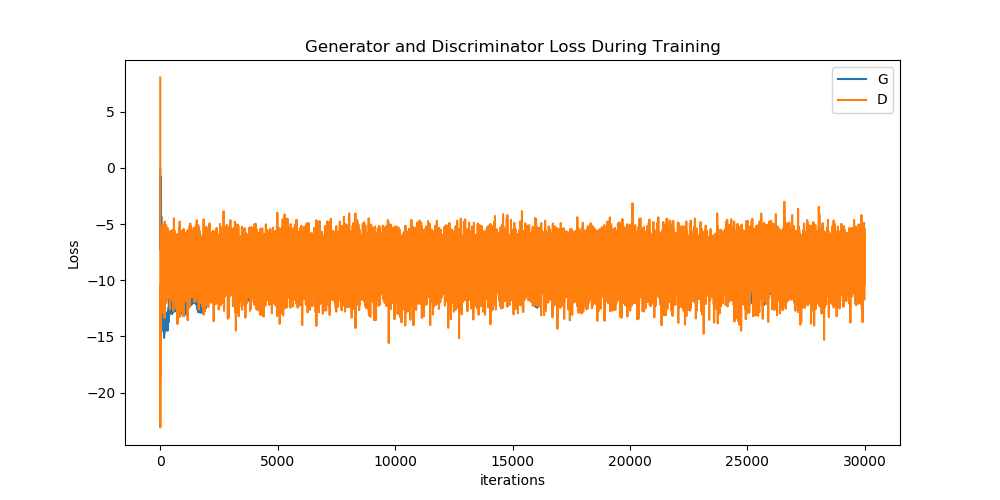 Generator and Discriminator Loss During Training
G
D
5
0
−5
−10
−15
−20
Loss
0 5000 10000 15000 20000 25000 30000
iterations